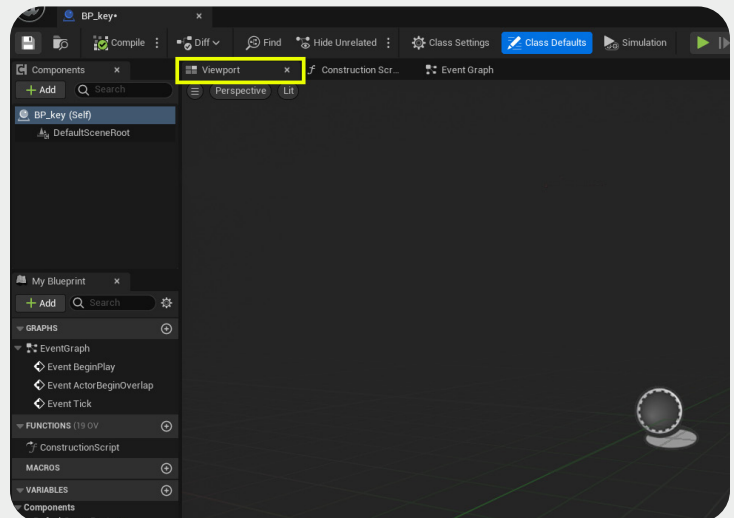 BP_key•
Compile
Diff
Find
Hide Unrelated
Class Settings
Class Defaults
Simulation
Components
Viewport
Construction Scr...
Event Graph
+ Add
Search
Perspective
Lit
BP_key (Self)
DefaultSceneRoot
My Blueprint
+ Add
Search
GRAPHS
EventGraph
Event BeginPlay
Event ActorBeginOverlap
Event Tick
FUNCTIONS (19 OV
ConstructionScript
MACROS
VARIABLES
Components